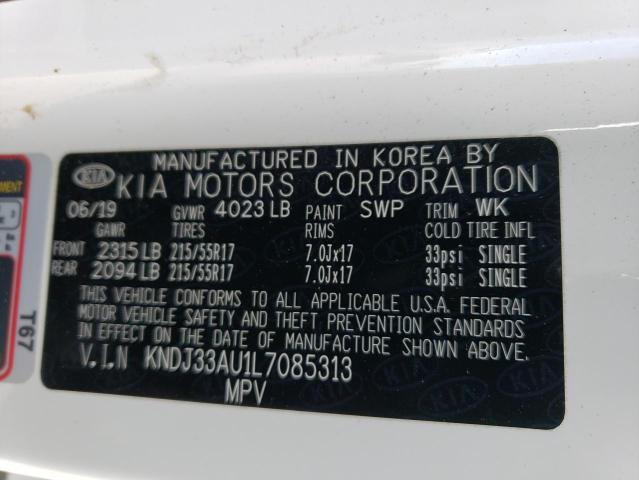 MANUFACTURED IN KOREA BY
KIA KIA MOTORS CORPORATION
06/19 GVWR 4023 LB PAINT SWP TRIM WK
GAWR TIRES RIMS COLD TIRE INFL
FRONT 2315 LB 215/55R17 7.0Jx17 33psi SINGLE
REAR 2094 LB 215/55R17 7.0Jx17 33psi SINGLE
THIS VEHICLE CONFORMS TO ALL APPLICABLE U.S.A. FEDERAL
MOTOR VEHICLE SAFETY AND THEFT PREVENTION STANDARDS
IN EFFECT ON THE DATE OF MANUFACTURE SHOWN ABOVE.
V.I.N KNDJ33AU1L7085313
MPV
T67